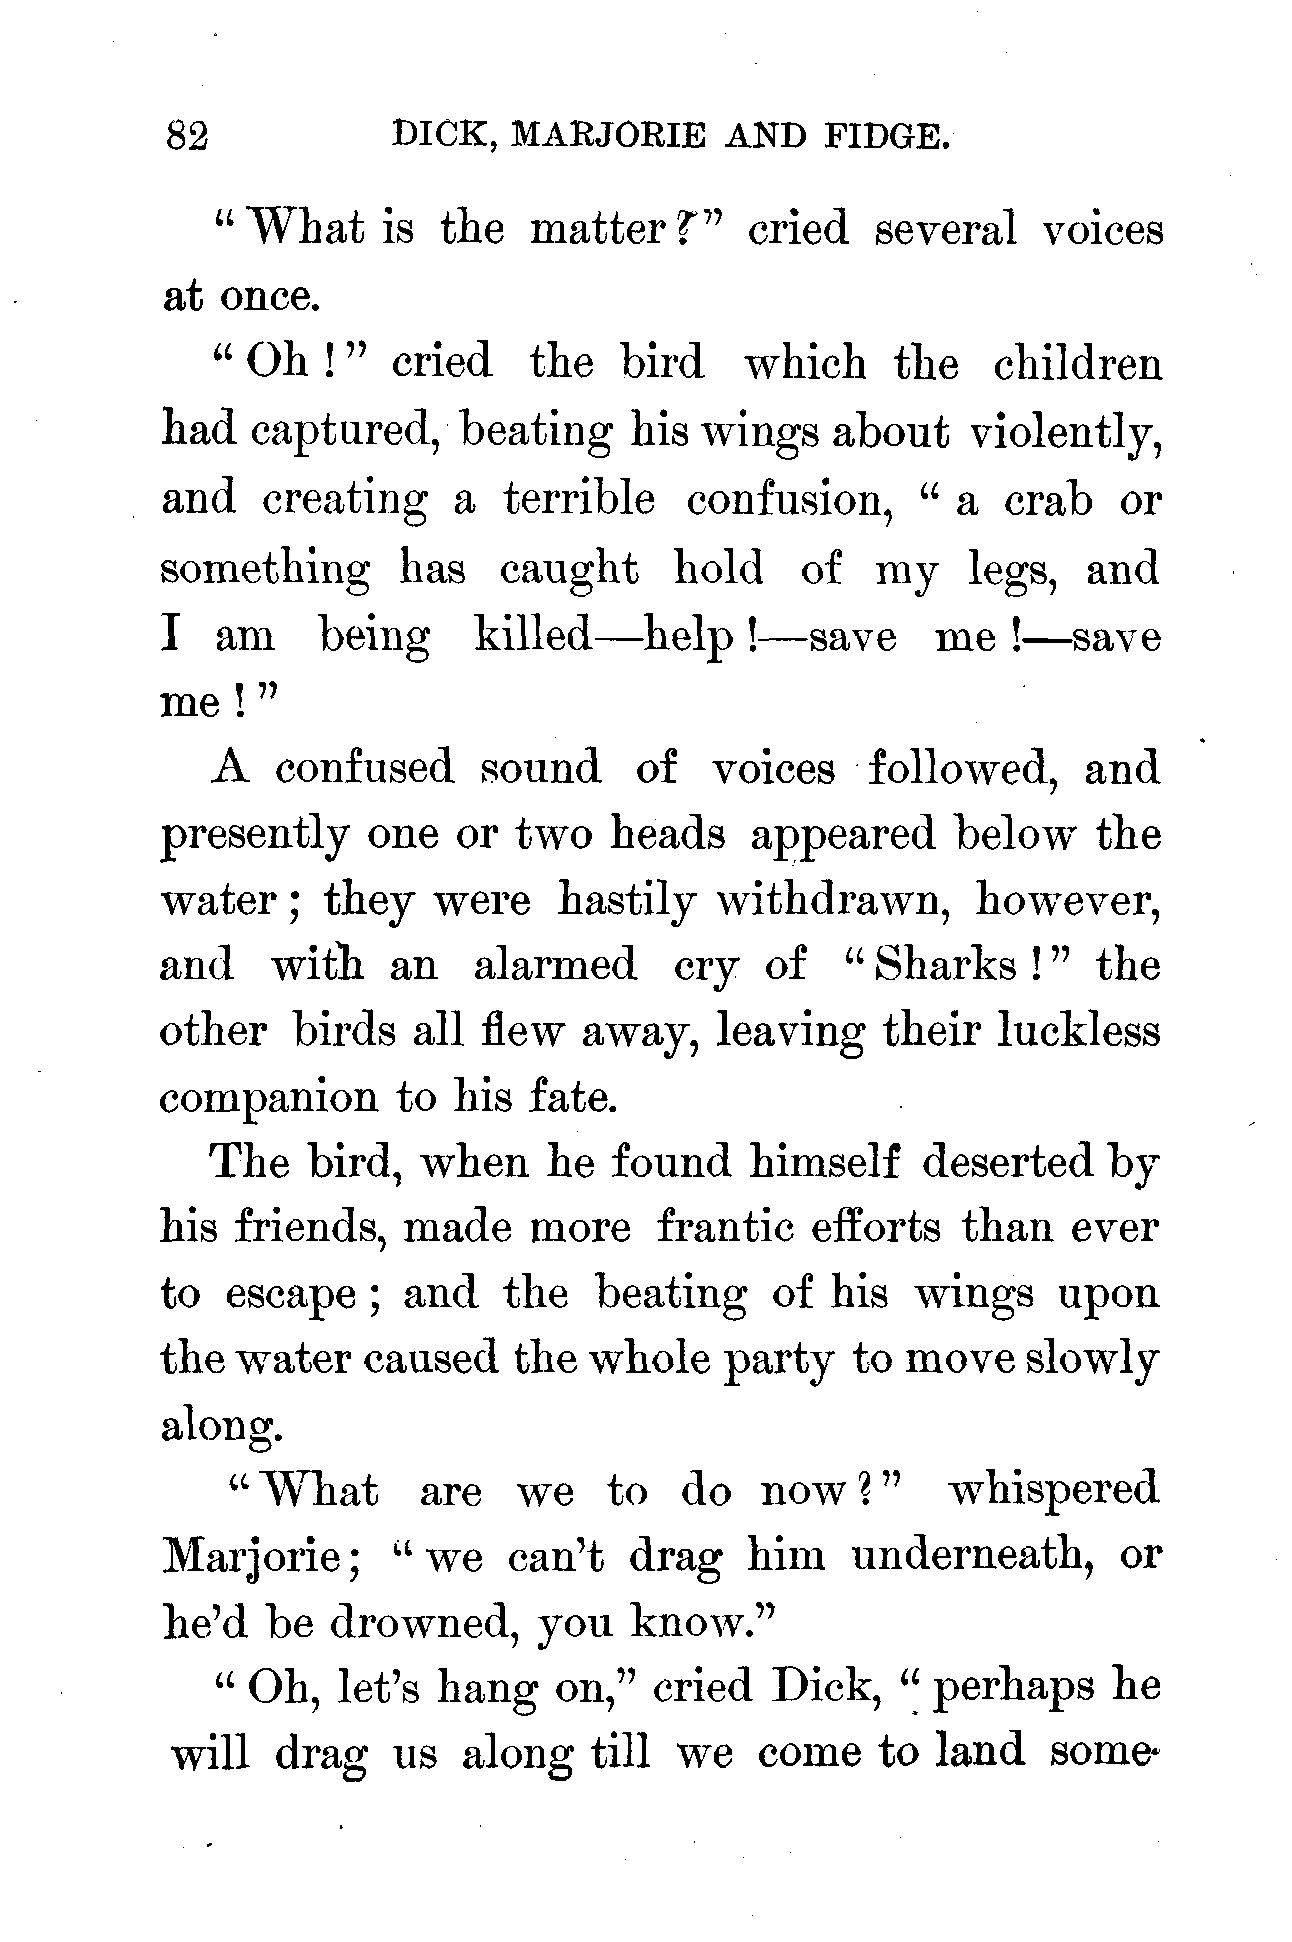 82 DICK, MARJORIE AND FIDGE.
“ What is the matter ?” cried several voices
at once.
“ Oh ! ” cried the bird which the children
had captured, beating his wings about violently,
and creating a terrible confusion, “ a crab or
something has caught hold of my legs, and
I am being killed—help !—save me !—save
me ! ”
A confused sound of voices followed, and
presently one or two heads appeared below the
water ; they were hastily withdrawn, however,
and with an alarmed cry of “ Sharks ! ” the
other birds all flew away, leaving their luckless
companion to his fate.
The bird, when he found himself deserted by
his friends, made more frantic efforts than ever
to escape ; and the beating of his wings upon
the water caused the whole party to move slowly
along.
“ What are we to do now ? ” whispered
Marjorie ; “ we can’t drag him underneath, or
he’d be drowned, you know.”
“ Oh, let’s hang on,” cried Dick, “ perhaps he
will drag us along till we come to land some-